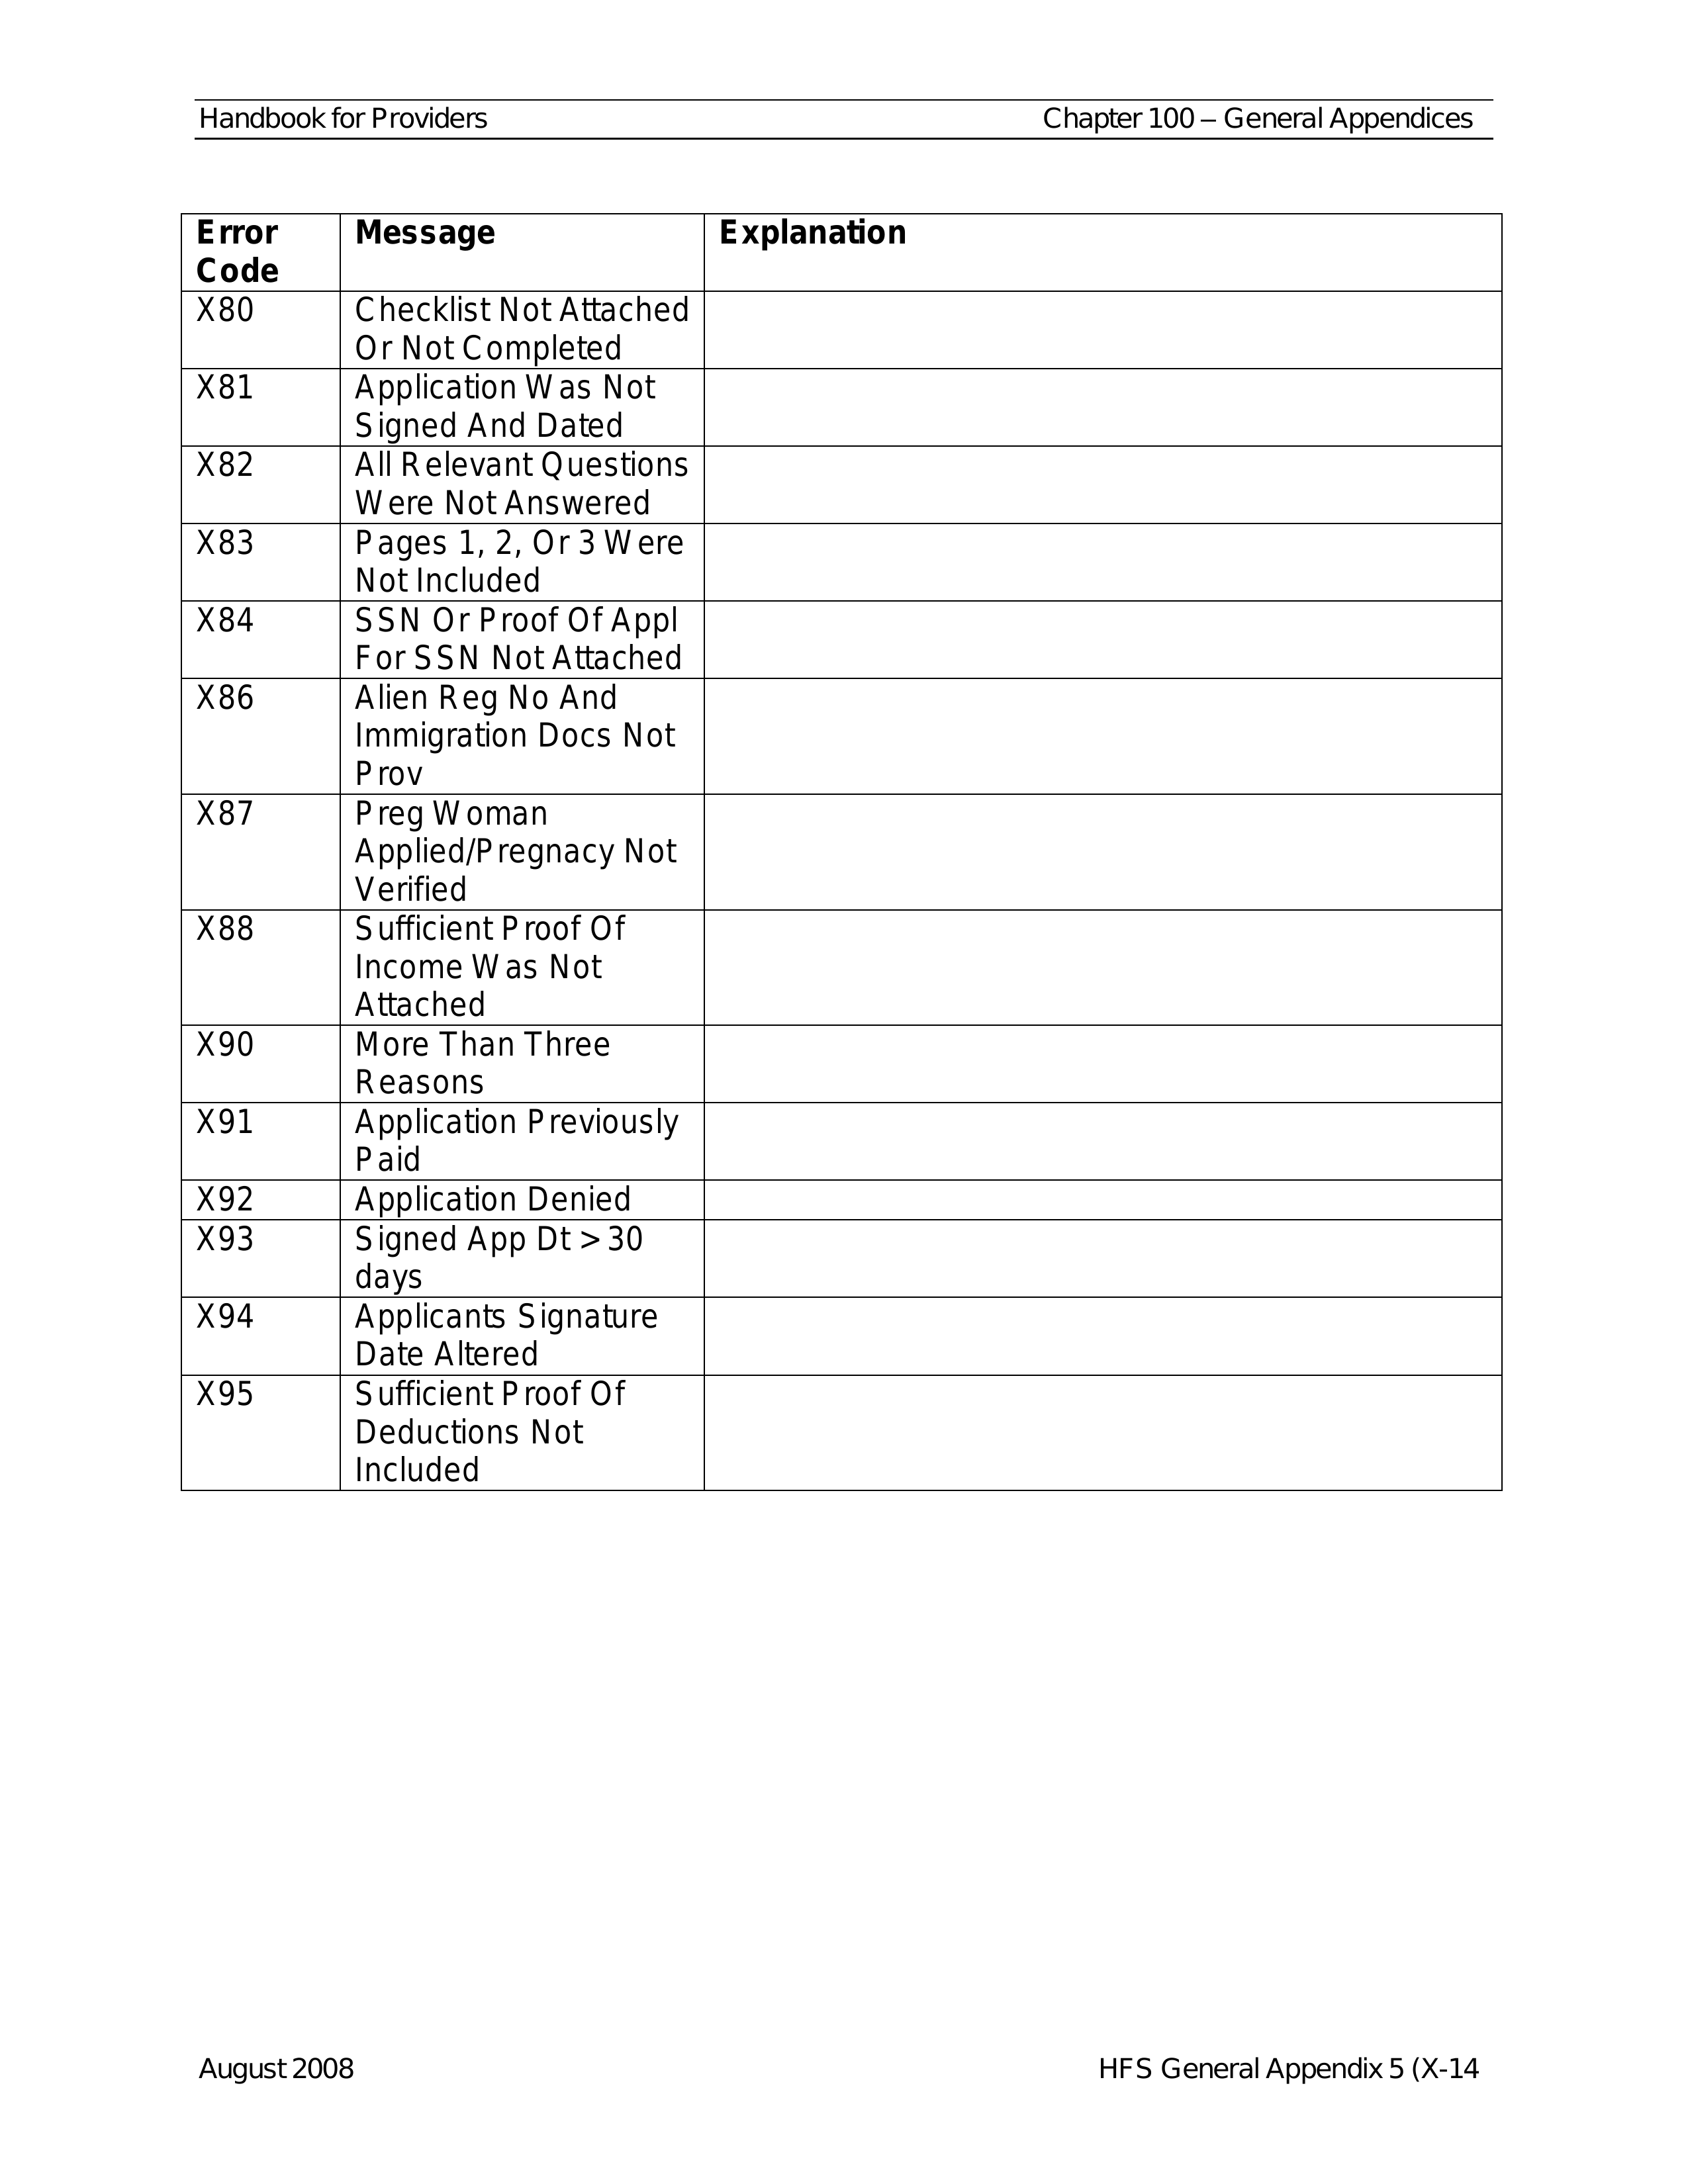 Handbook for Providers Chapter 100 – General Appendices
Error Code Message Explanation
X80 Checklist Not Attached
Or Not Completed
X81 Application Was Not
Signed And Dated
X82 All Relevant Questions
Were Not Answered
X83 Pages 1, 2, Or 3 Were
Not Included
X84 SSN Or Proof Of Appl
For SSN Not Attached
X86 Alien Reg No And
Immigration Docs Not
Prov
X87 Preg Woman
Applied/Pregnacy Not
Verified
X88 Sufficient Proof Of
Income Was Not
Attached
X90 More Than Three
Reasons
X91 Application Previously
Paid
X92 Application Denied
X93 Signed App Dt > 30
days
X94 Applicants Signature
Date Altered
X95 Sufficient Proof Of
Deductions Not
Included
August 2008 HFS General Appendix 5 (X-14